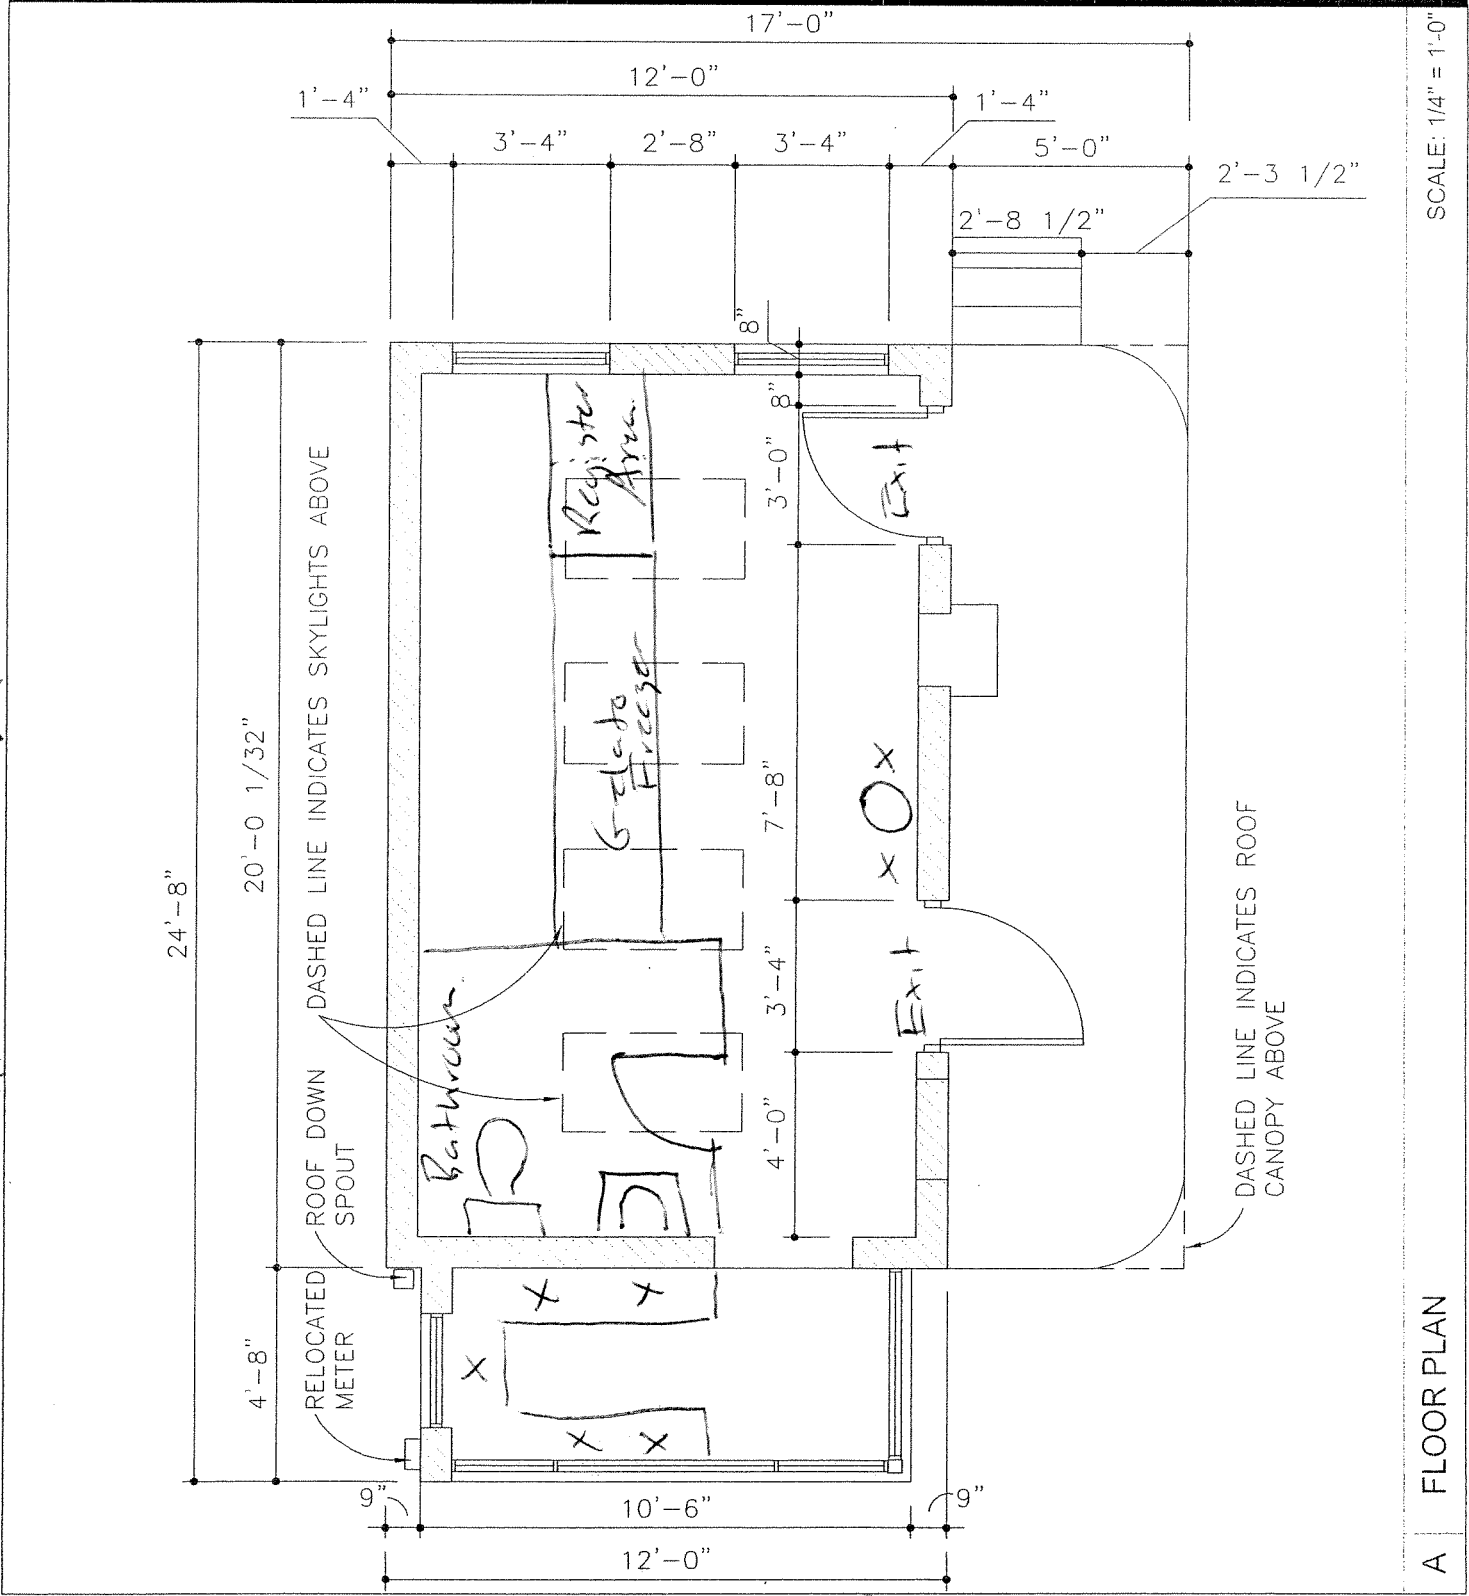 17'-0"
12'-0"
1'-4"
1'-4"
3'-4"
2'-8"
3'-4"
5'-0"
2'-3 1/2"
2'-8 1/2"
8"
8"
3'-0"
7'-8"
3'-4"
4'-0"
24'-8"
20'-0 1/32"
4'-8"
DASHED LINE INDICATES SKYLIGHTS ABOVE
ROOF DOWN
SPOUT
RELOCATED
METER
Register
Area
Gelato
Freezer
Bathroom
Exit
Exit
X
X
X
X
X
X
X
DASHED LINE INDICATES ROOF
CANOPY ABOVE
9"
10'-6"
9"
12'-0"
A FLOOR PLAN
SCALE: 1/4" = 1'-0"